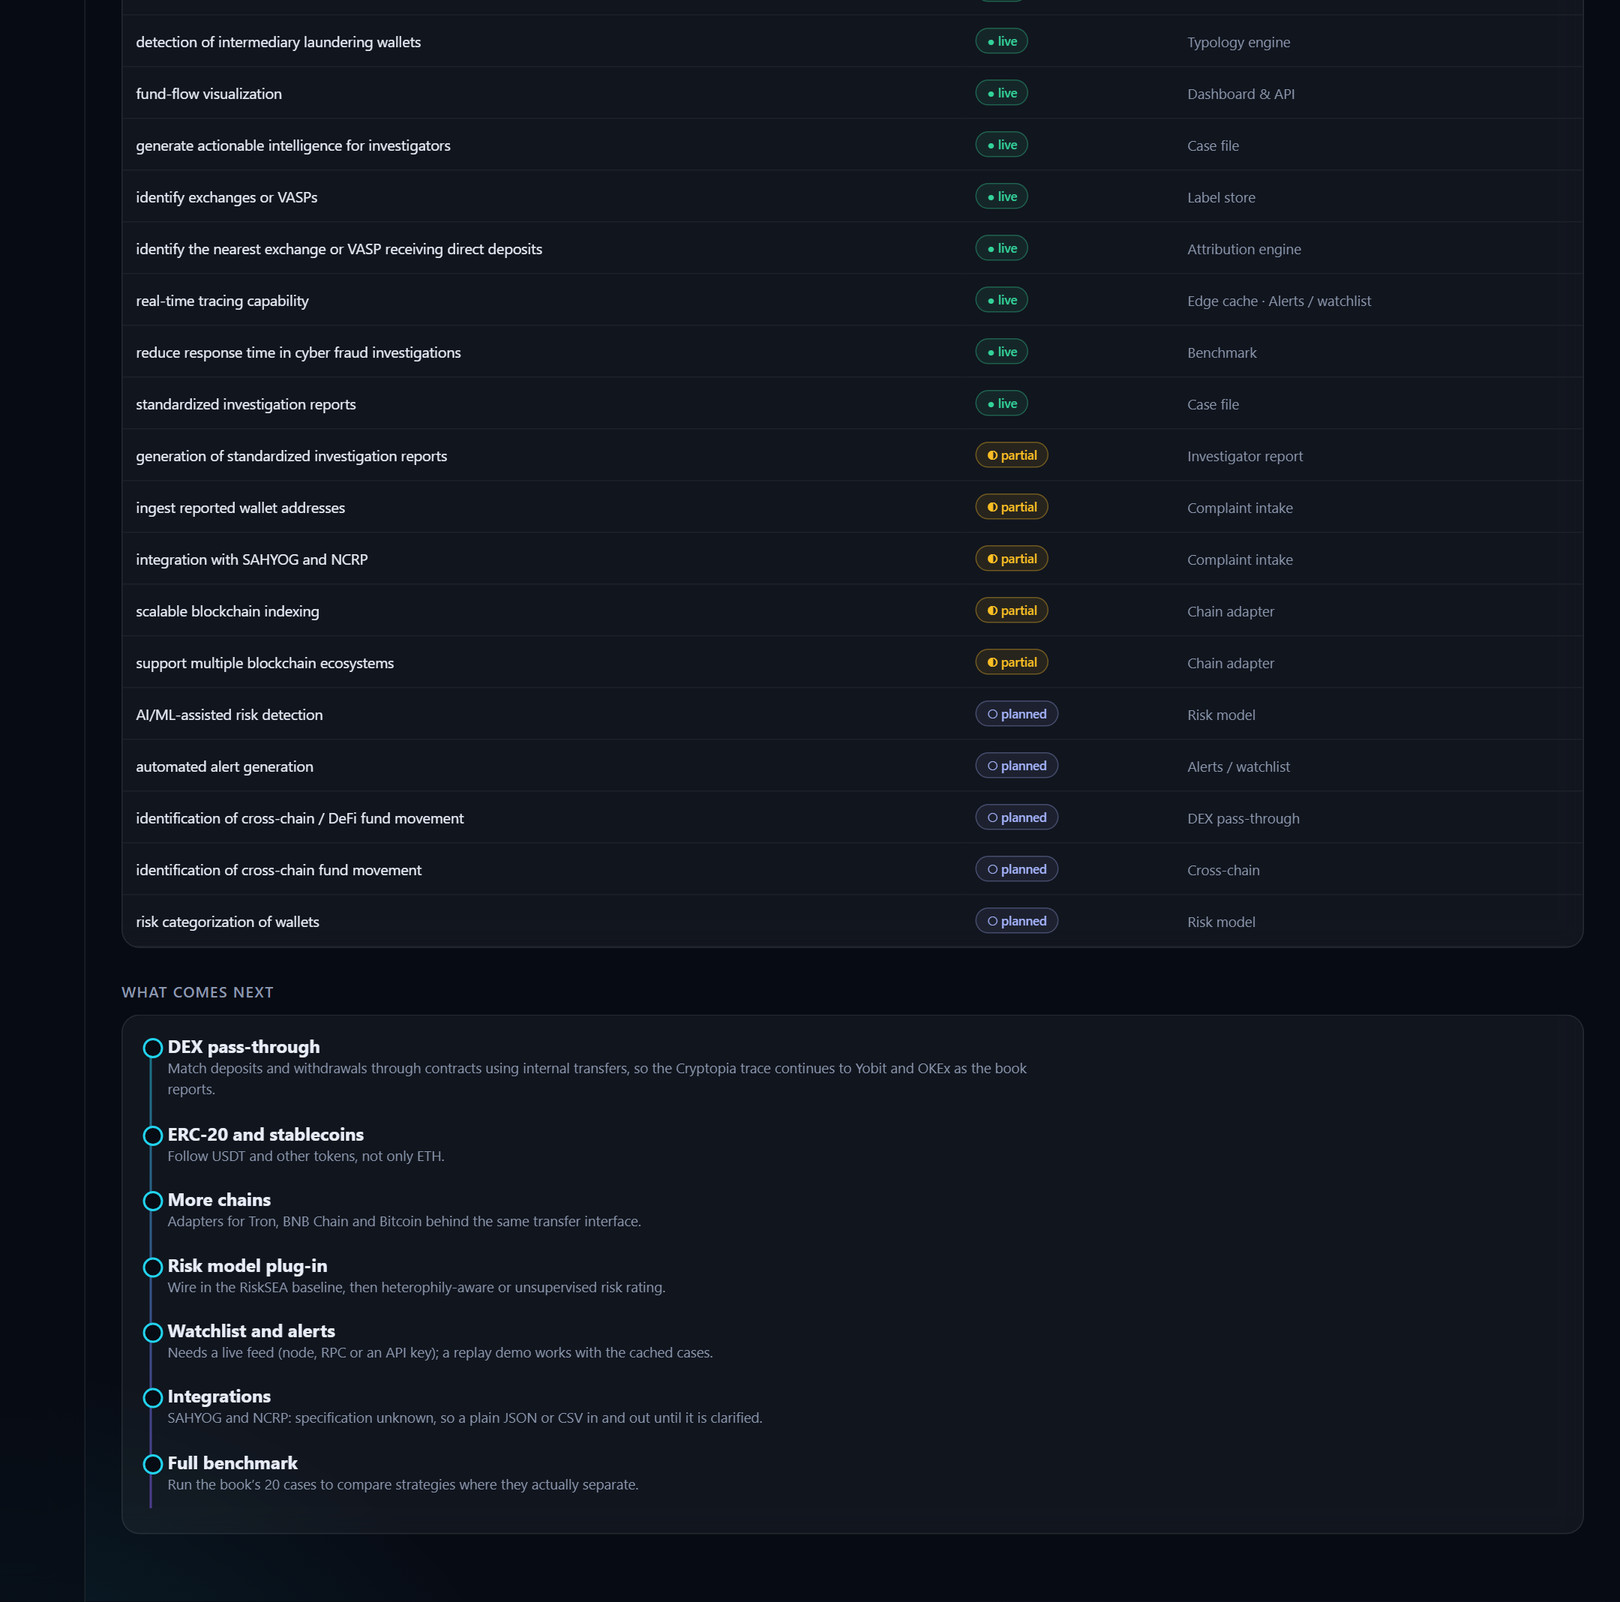 detection of intermediary laundering wallets ● live Typology engine
fund-flow visualization ● live Dashboard & API
generate actionable intelligence for investigators ● live Case file
identify exchanges or VASPs ● live Label store
identify the nearest exchange or VASP receiving direct deposits ● live Attribution engine
real-time tracing capability ● live Edge cache · Alerts / watchlist
reduce response time in cyber fraud investigations ● live Benchmark
standardized investigation reports ● live Case file
generation of standardized investigation reports ◐ partial Investigator report
ingest reported wallet addresses ◐ partial Complaint intake
integration with SAHYOG and NCRP ◐ partial Complaint intake
scalable blockchain indexing ◐ partial Chain adapter
support multiple blockchain ecosystems ◐ partial Chain adapter
AI/ML-assisted risk detection ○ planned Risk model
automated alert generation ○ planned Alerts / watchlist
identification of cross-chain / DeFi fund movement ○ planned DEX pass-through
identification of cross-chain fund movement ○ planned Cross-chain
risk categorization of wallets ○ planned Risk model
WHAT COMES NEXT
DEX pass-through
Match deposits and withdrawals through contracts using internal transfers, so the Cryptopia trace continues to Yobit and OKEx as the book
reports.
ERC-20 and stablecoins
Follow USDT and other tokens, not only ETH.
More chains
Adapters for Tron, BNB Chain and Bitcoin behind the same transfer interface.
Risk model plug-in
Wire in the RiskSEA baseline, then heterophily-aware or unsupervised risk rating.
Watchlist and alerts
Needs a live feed (node, RPC or an API key); a replay demo works with the cached cases.
Integrations
SAHYOG and NCRP: specification unknown, so a plain JSON or CSV in and out until it is clarified.
Full benchmark
Run the book's 20 cases to compare strategies where they actually separate.